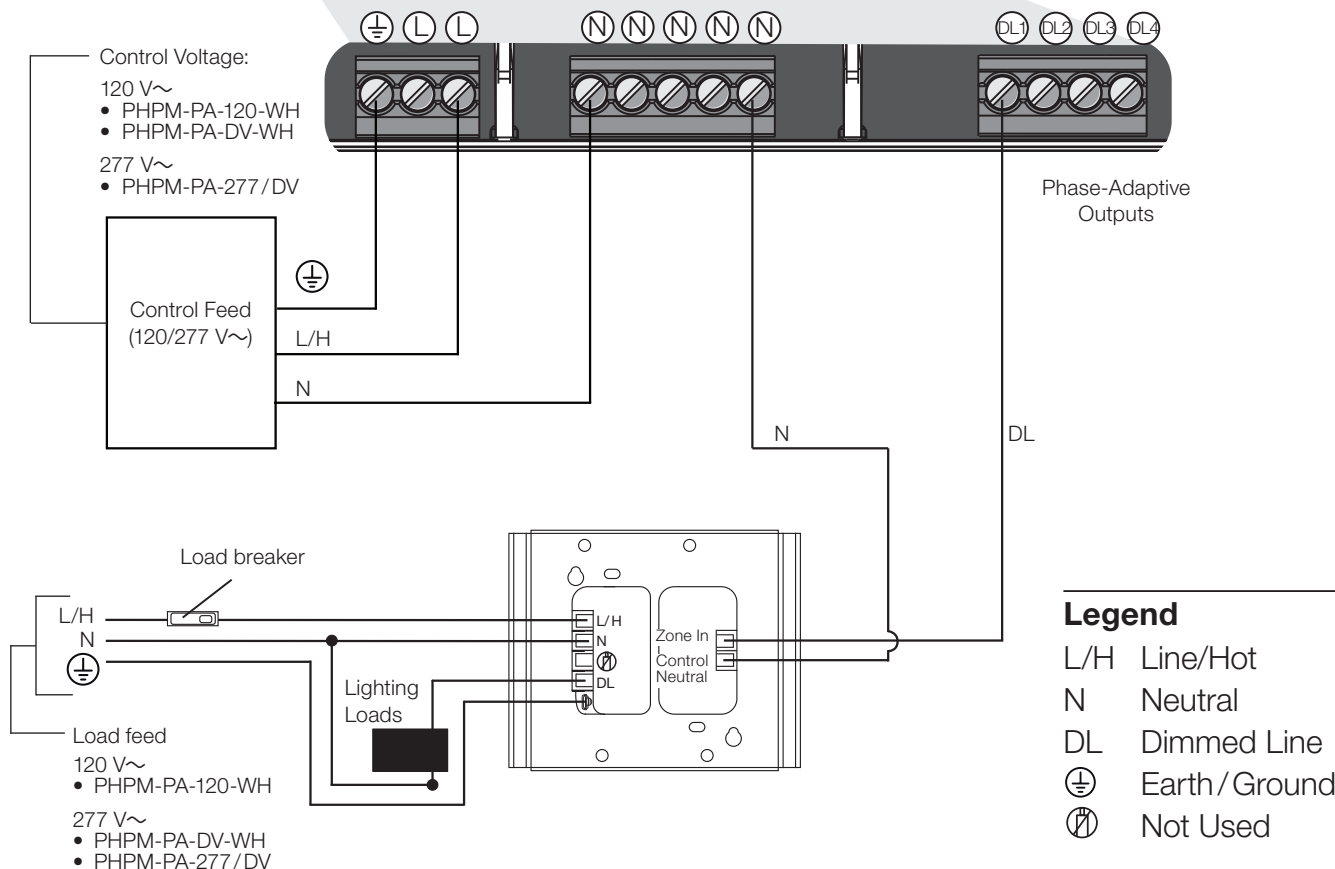 L L N N N N N DL1 DL2 DL3 DL4
Control Voltage:
120 V~
• PHPM-PA-120-WH
• PHPM-PA-DV-WH
277 V~
• PHPM-PA-277/DV
Phase-Adaptive
Outputs
Control Feed
(120/277 V~)
L/H
N
N
DL
Load breaker
L/H
N
Lighting
Loads
L/H
N
DL
Zone In
Control
Neutral
Load feed
120 V~
• PHPM-PA-120-WH
277 V~
• PHPM-PA-DV-WH
• PHPM-PA-277/DV
Legend
L/H Line/Hot
N Neutral
DL Dimmed Line
Earth/Ground
Not Used